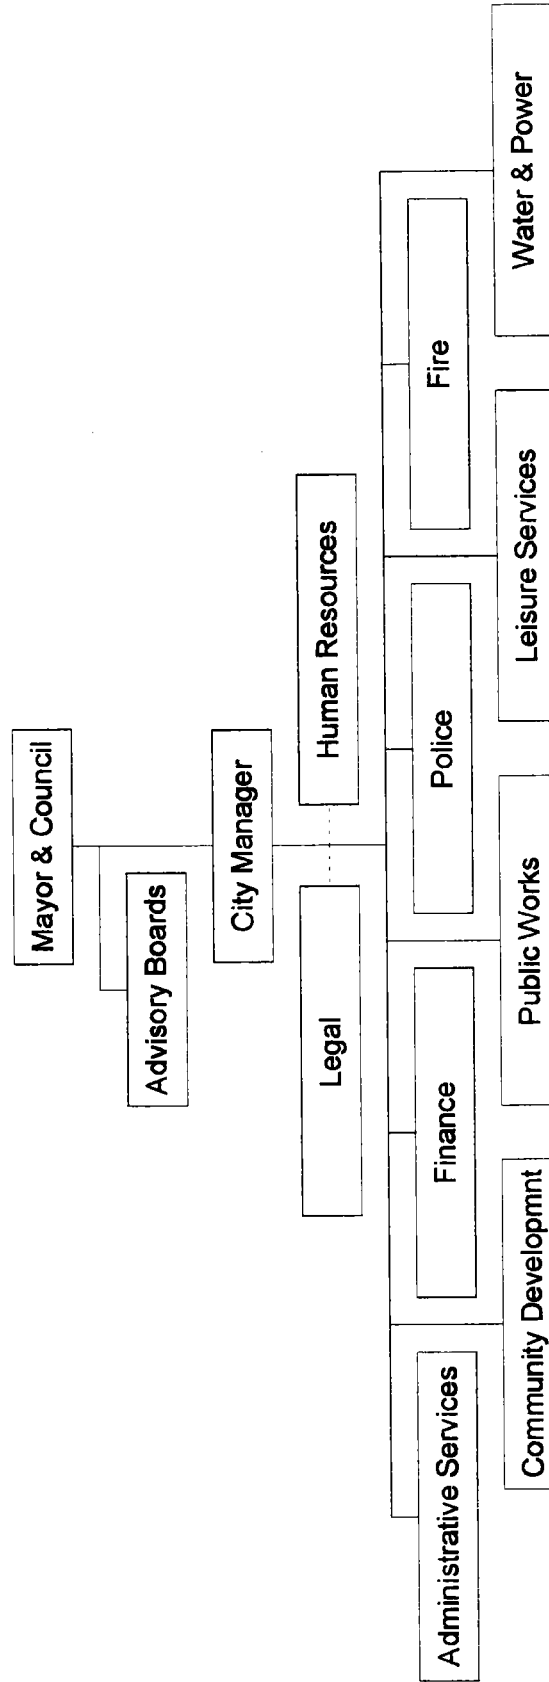 Mayor & Council
Advisory Boards
City Manager
Legal
Human Resources
Administrative Services
Finance
Police
Fire
Community Developmnt
Public Works
Leisure Services
Water & Power